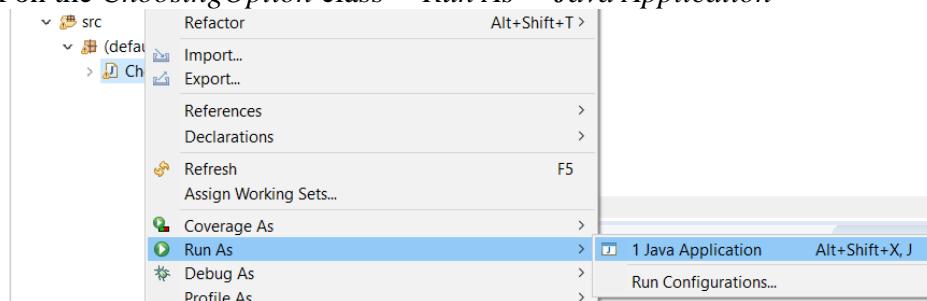 on the ChoosingOption class → Run As → Java Application
src
Refactor Alt+Shift+T >
(defau
Import...
Ch
Export...
References
Declarations
Refresh F5
Assign Working Sets...
Coverage As
Run As
1 Java Application Alt+Shift+X, J
Debug As
Run Configurations...
Profile As